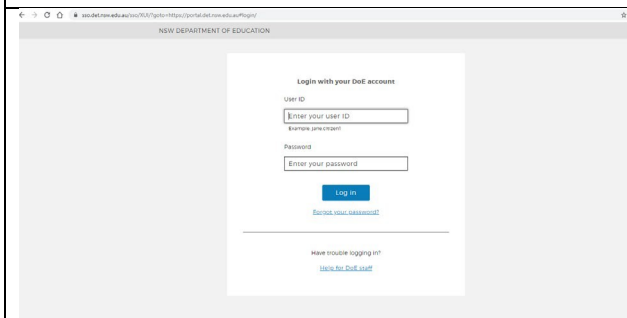 sso.det.nsw.edu.au/sso/XUI/?goto=https://portal.det.nsw.edu.au#login/
NSW DEPARTMENT OF EDUCATION
Login with your DoE account
User ID
Enter your user ID
Example, jane.citizen1
Password
Enter your password
Log in
Forgot your password?
Have trouble logging in?
Help for DoE staff